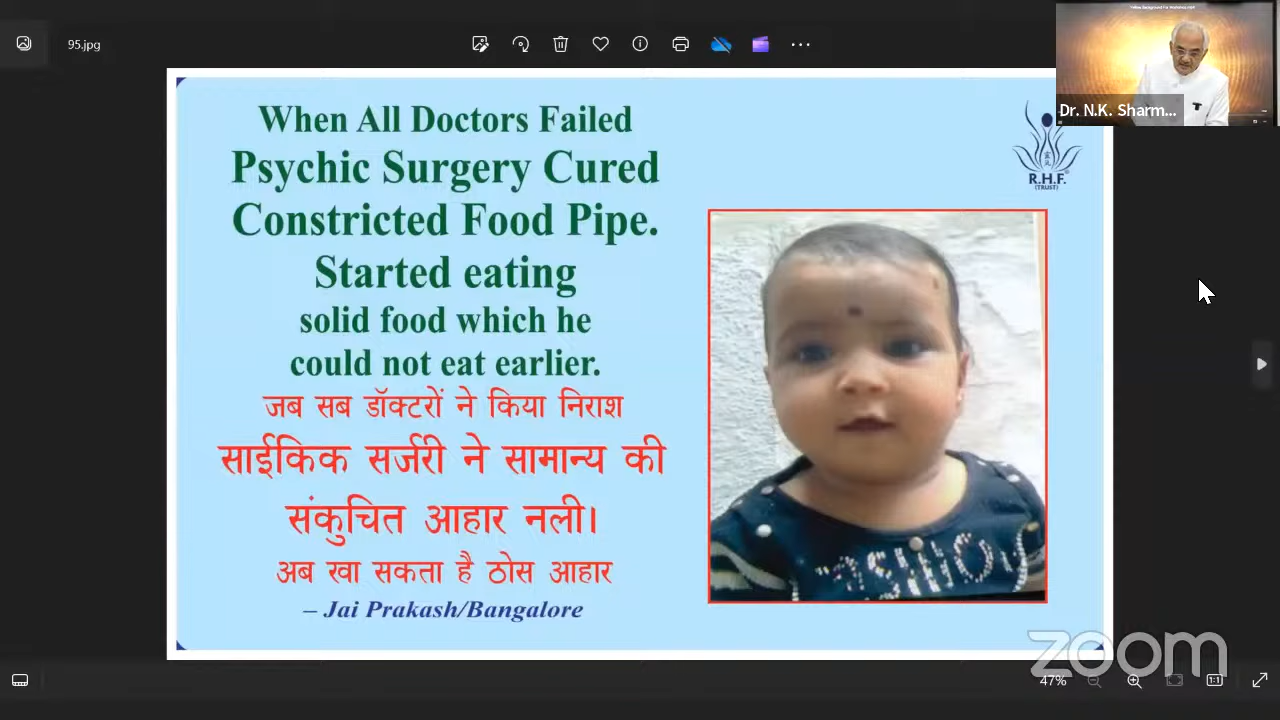 95.jpg
Dr. N.K. Sharm...
When All Doctors Failed
Psychic Surgery Cured
Constricted Food Pipe.
Started eating
solid food which he
could not eat earlier.
जब सब डॉक्टरों ने किया निराश
साईकिक सर्जरी ने सामान्य की
संकुचित आहार नली।
अब खा सकता है ठोस आहार
– Jai Prakash/Bangalore
R.H.F.
(TRUST)
zoom
47%
1:1